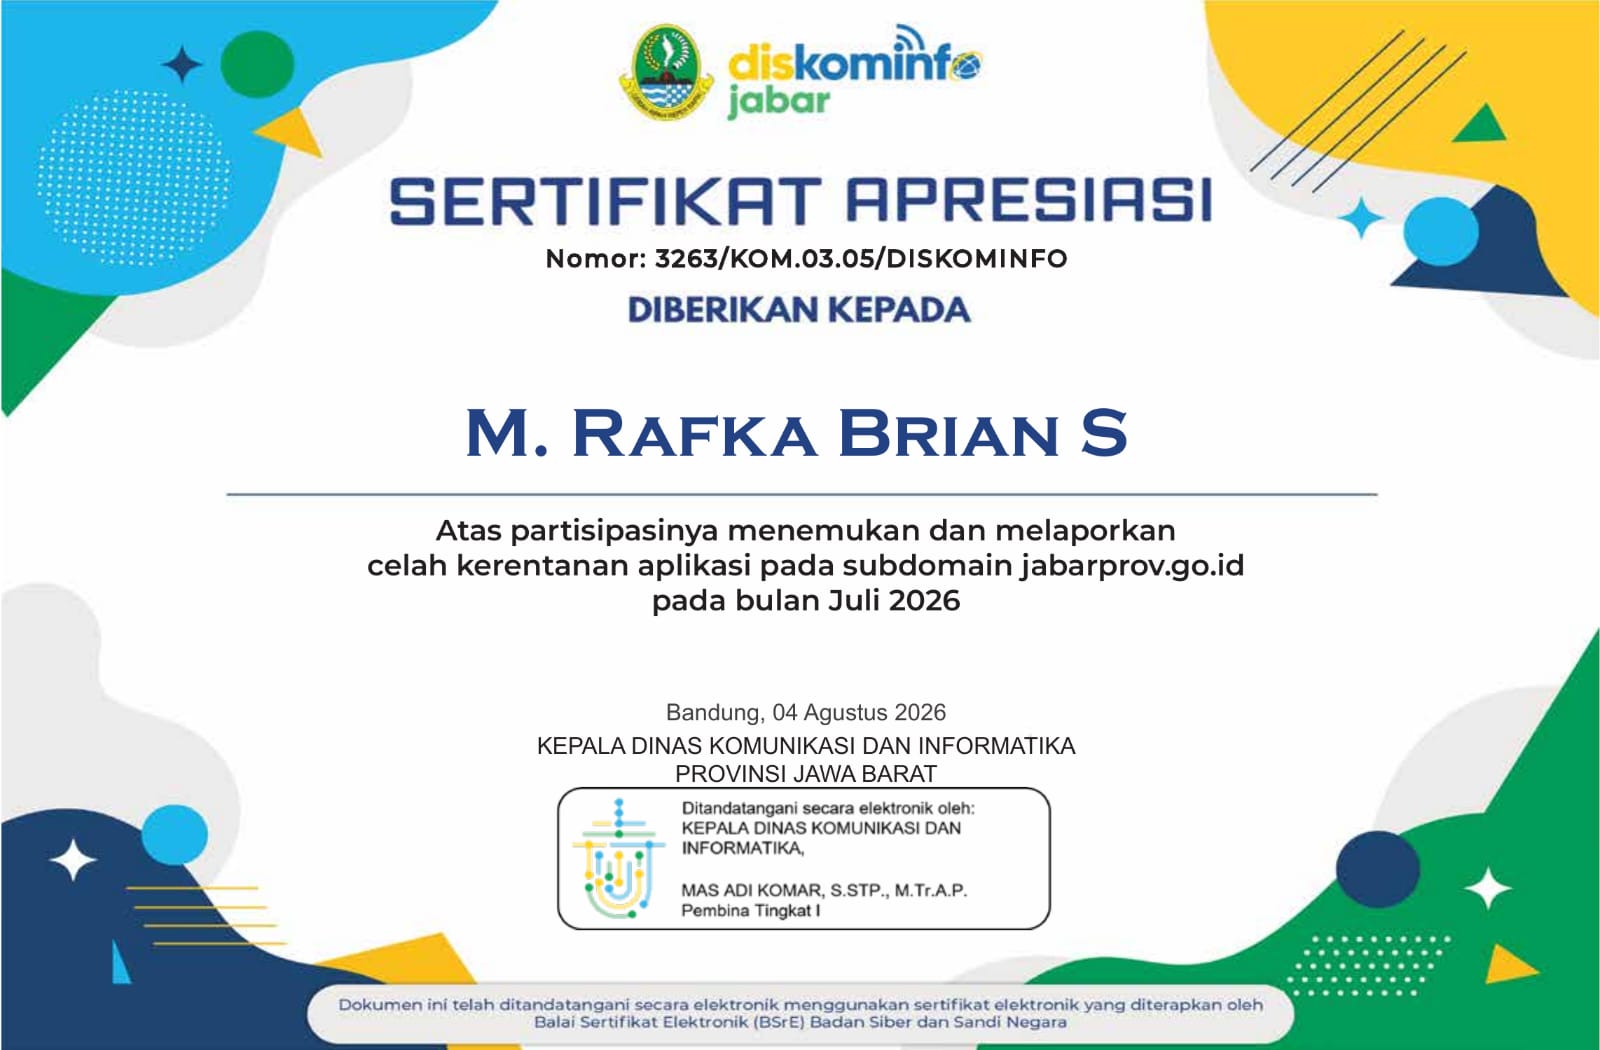 diskominfo
jabar
SERTIFIKAT APRESIASI
Nomor: 3263/KOM.03.05/DISKOMINFO
DIBERIKAN KEPADA
M. RAFKA BRIAN S
Atas partisipasinya menemukan dan melaporkan
celah kerentanan aplikasi pada subdomain jabarprov.go.id
pada bulan Juli 2026
Bandung, 04 Agustus 2026
KEPALA DINAS KOMUNIKASI DAN INFORMATIKA
PROVINSI JAWA BARAT
Ditandatangani secara elektronik oleh:
KEPALA DINAS KOMUNIKASI DAN
INFORMATIKA,
MAS ADI KOMAR, S.STP., M.Tr.A.P.
Pembina Tingkat I
Dokumen ini telah ditandatangani secara elektronik menggunakan sertifikat elektronik yang diterapkan oleh
Balai Sertifikat Elektronik (BSrE) Badan Siber dan Sandi Negara